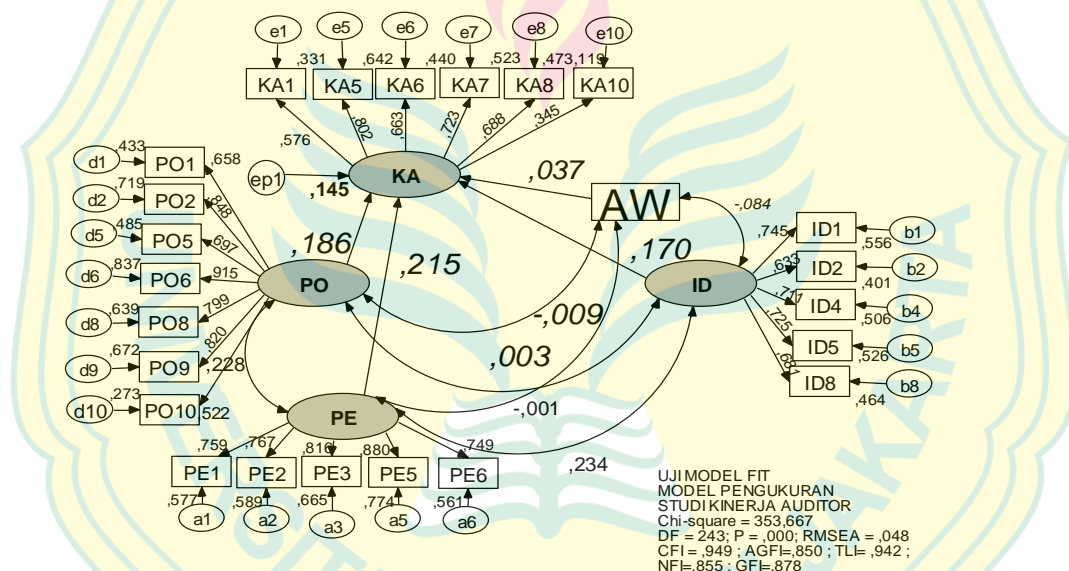 e1 e5 e6 e7 e8 e10
,331 ,642 ,440 ,523 ,473 ,119
KA1 KA5 KA6 KA7 KA8 KA10
,576 ,802 ,663 ,723 ,688 ,345
ep1 ,145 KA
,037
AW
-,084
d1 ,433 PO1 ,658
d2 ,719 PO2 ,848
d5 ,485 PO5 ,697
d6 ,837 PO6 ,915
d8 ,639 PO8 ,799
d9 ,672 PO9 ,820
d10 ,273 PO10 ,522
PO
,186
,215
,170
ID
,745 ID1 b1 ,556
,633 ID2 b2 ,401
,711 ID4 b4 ,506
,725 ID5 b5 ,526
ID8 b8 ,464
-,009
,003
,228
-,001
,234
PE
,759 ,767 ,816 ,880 ,749
PE1 PE2 PE3 PE5 PE6
,577 ,589 ,665 ,774 ,561
a1 a2 a3 a5 a6
UJI MODEL FIT
MODEL PENGUKURAN
STUDI KINERJA AUDITOR
Chi-square = 353,667
DF = 243; P = ,000; RMSEA = ,048
CFI = ,949 ; AGFI=,850 ; TLI= ,942 ;
NFI=,855 ; GFI=,878
JAKARTA